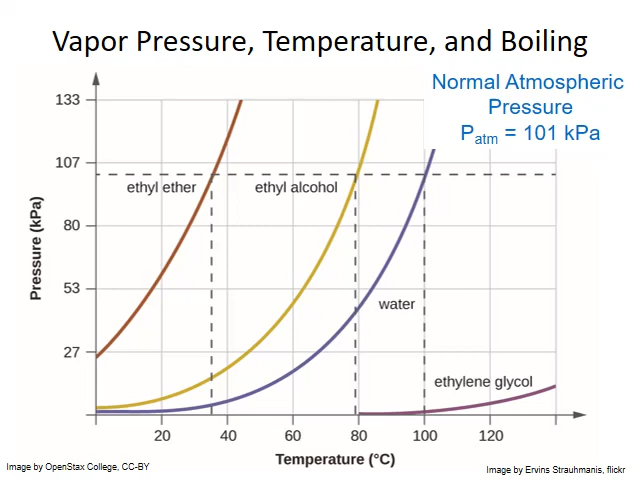 Vapor Pressure, Temperature, and Boiling
Normal Atmospheric
Pressure
Patm = 101 kPa
133
107
80
53
27
Pressure (kPa)
ethyl ether
ethyl alcohol
water
ethylene glycol
20
40
60
80
100
120
Temperature (°C)
Image by OpenStax College, CC-BY
Image by Ervins Strauhmanis, flickr